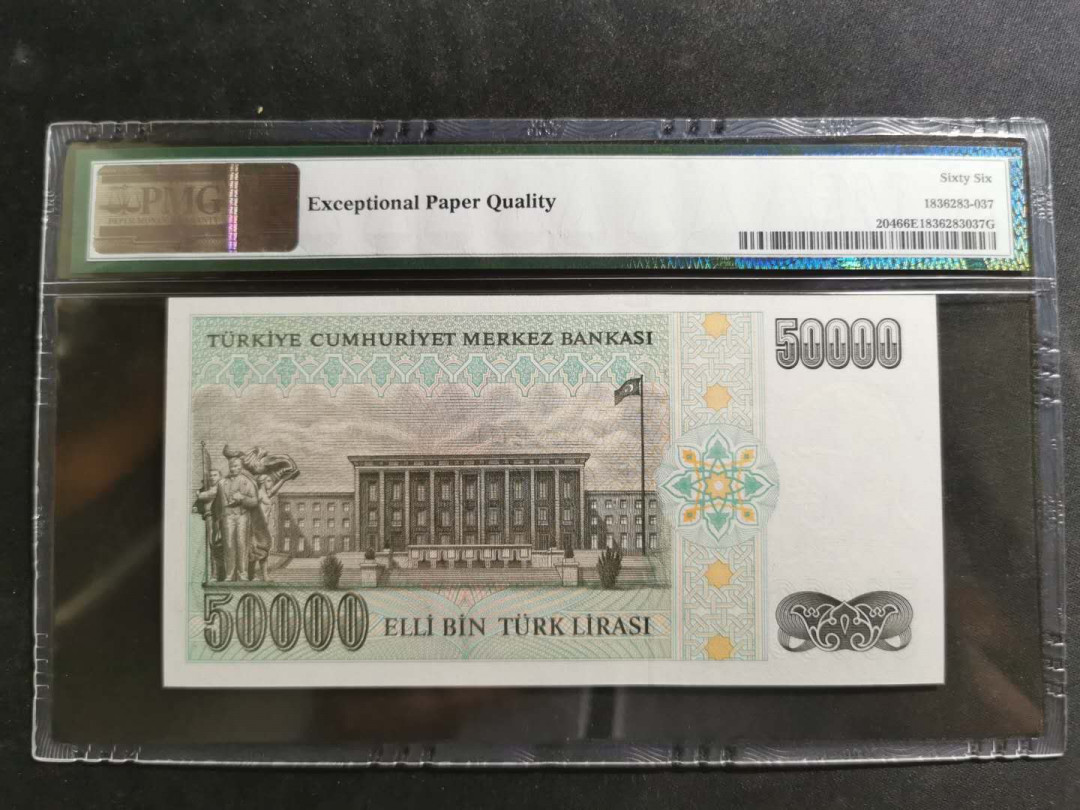 PMG
Exceptional Paper Quality
Sixty Six
1836283-037
20466E1836283037G
TÜRKİYE CUMHURİYET MERKEZ BANKASI
50000
50000
ELLİ BİN TÜRK LİRASI